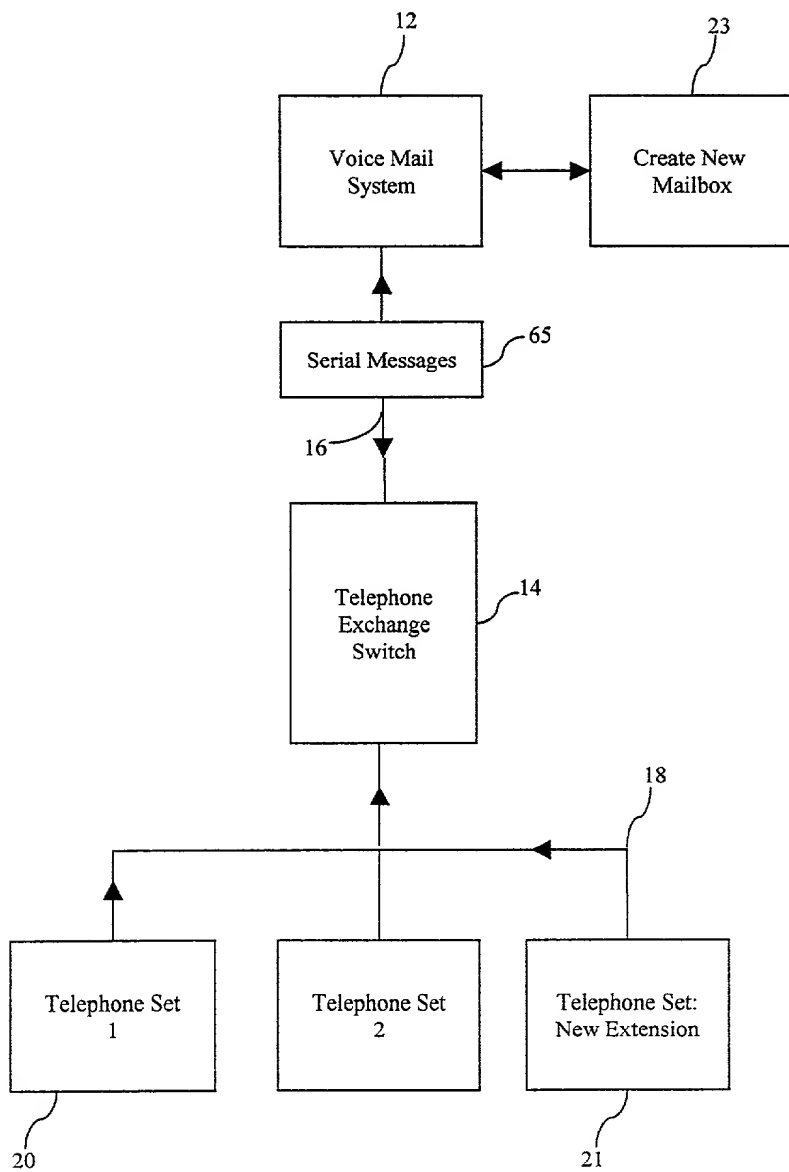 12
23
Voice Mail
System
Create New
Mailbox
Serial Messages
65
16
Telephone
Exchange
Switch
14
18
Telephone Set
1
Telephone Set
2
Telephone Set:
New Extension
20
21